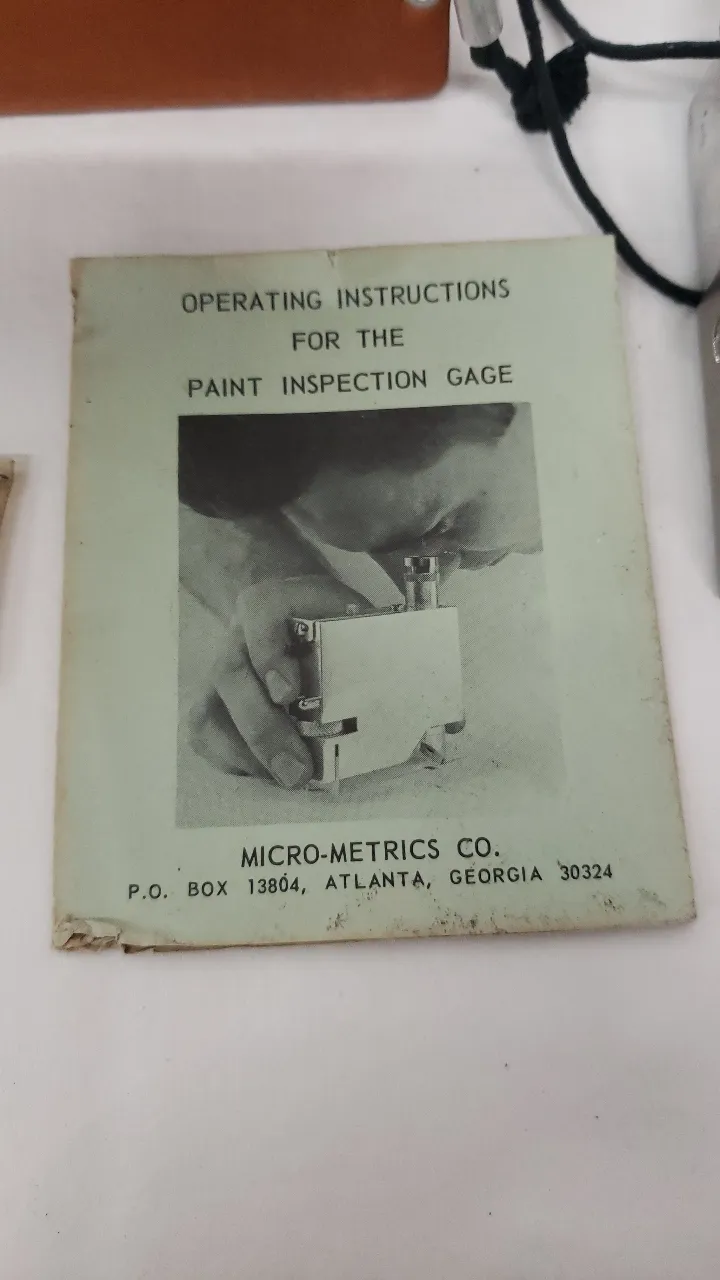 OPERATING INSTRUCTIONS
FOR THE
PAINT INSPECTION GAGE
MICRO-METRICS CO.
P.O. BOX 13804, ATLANTA, GEORGIA 30324